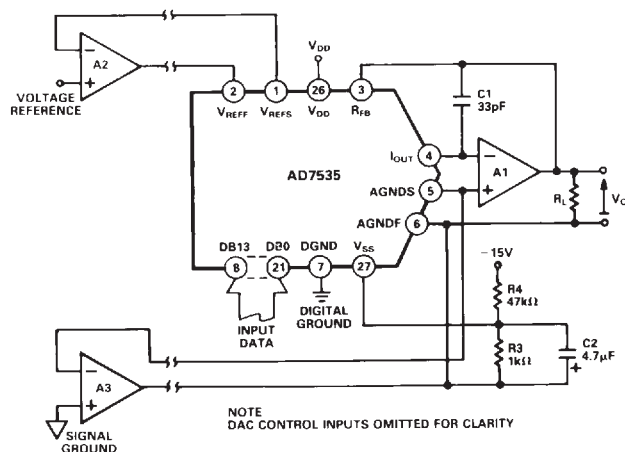 A2
VOLTAGE
REFERENCE
VDD
2
1
26
3
VREFF
VREFS
VDD
RFB
C1
33pF
IOUT
4
AD7535
A1
AGNDS
5
AGNDF
6
RL
VO
DB13
DB0
DGND
VSS
8
21
7
27
-15V
R4
47kΩ
INPUT
DATA
DIGITAL
GROUND
R3
1kΩ
C2
4.7μF
A3
SIGNAL
GROUND
NOTE
DAC CONTROL INPUTS OMITTED FOR CLARITY